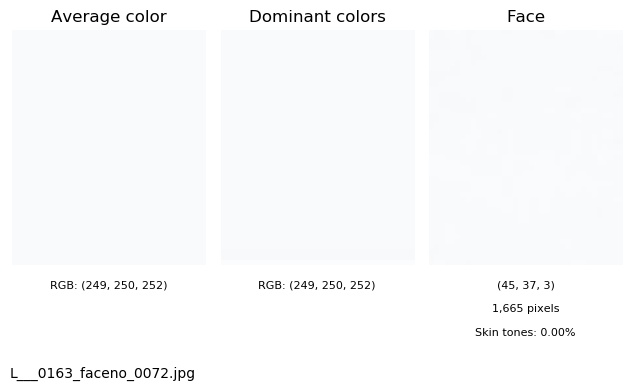 Average color
Dominant colors
Face
RGB: (249, 250, 252)
RGB: (249, 250, 252)
(45, 37, 3)
1,665 pixels
Skin tones: 0.00%
L___0163_faceno_0072.jpg